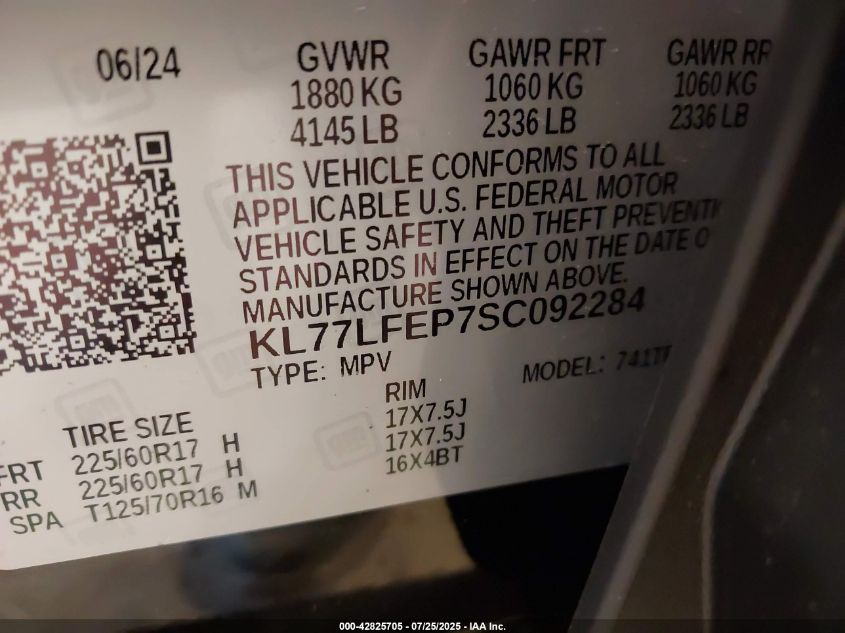 06/24 GVWR GAWR FRT GAWR RR
1880 KG 1060 KG 1060 KG
4145 LB 2336 LB 2336 LB
THIS VEHICLE CONFORMS TO ALL
APPLICABLE U.S. FEDERAL MOTOR
VEHICLE SAFETY AND THEFT PREVENTI
STANDARDS IN EFFECT ON THE DATE O
MANUFACTURE SHOWN ABOVE.
KL77LFEP7SC092284
TYPE: MPV MODEL: 741TF
TIRE SIZE RIM
FRT 225/60R17 H 17X7.5J
RR 225/60R17 H 17X7.5J
SPA T125/70R16 M 16X4BT
000-42825705 - 07/25/2025 - IAA Inc.